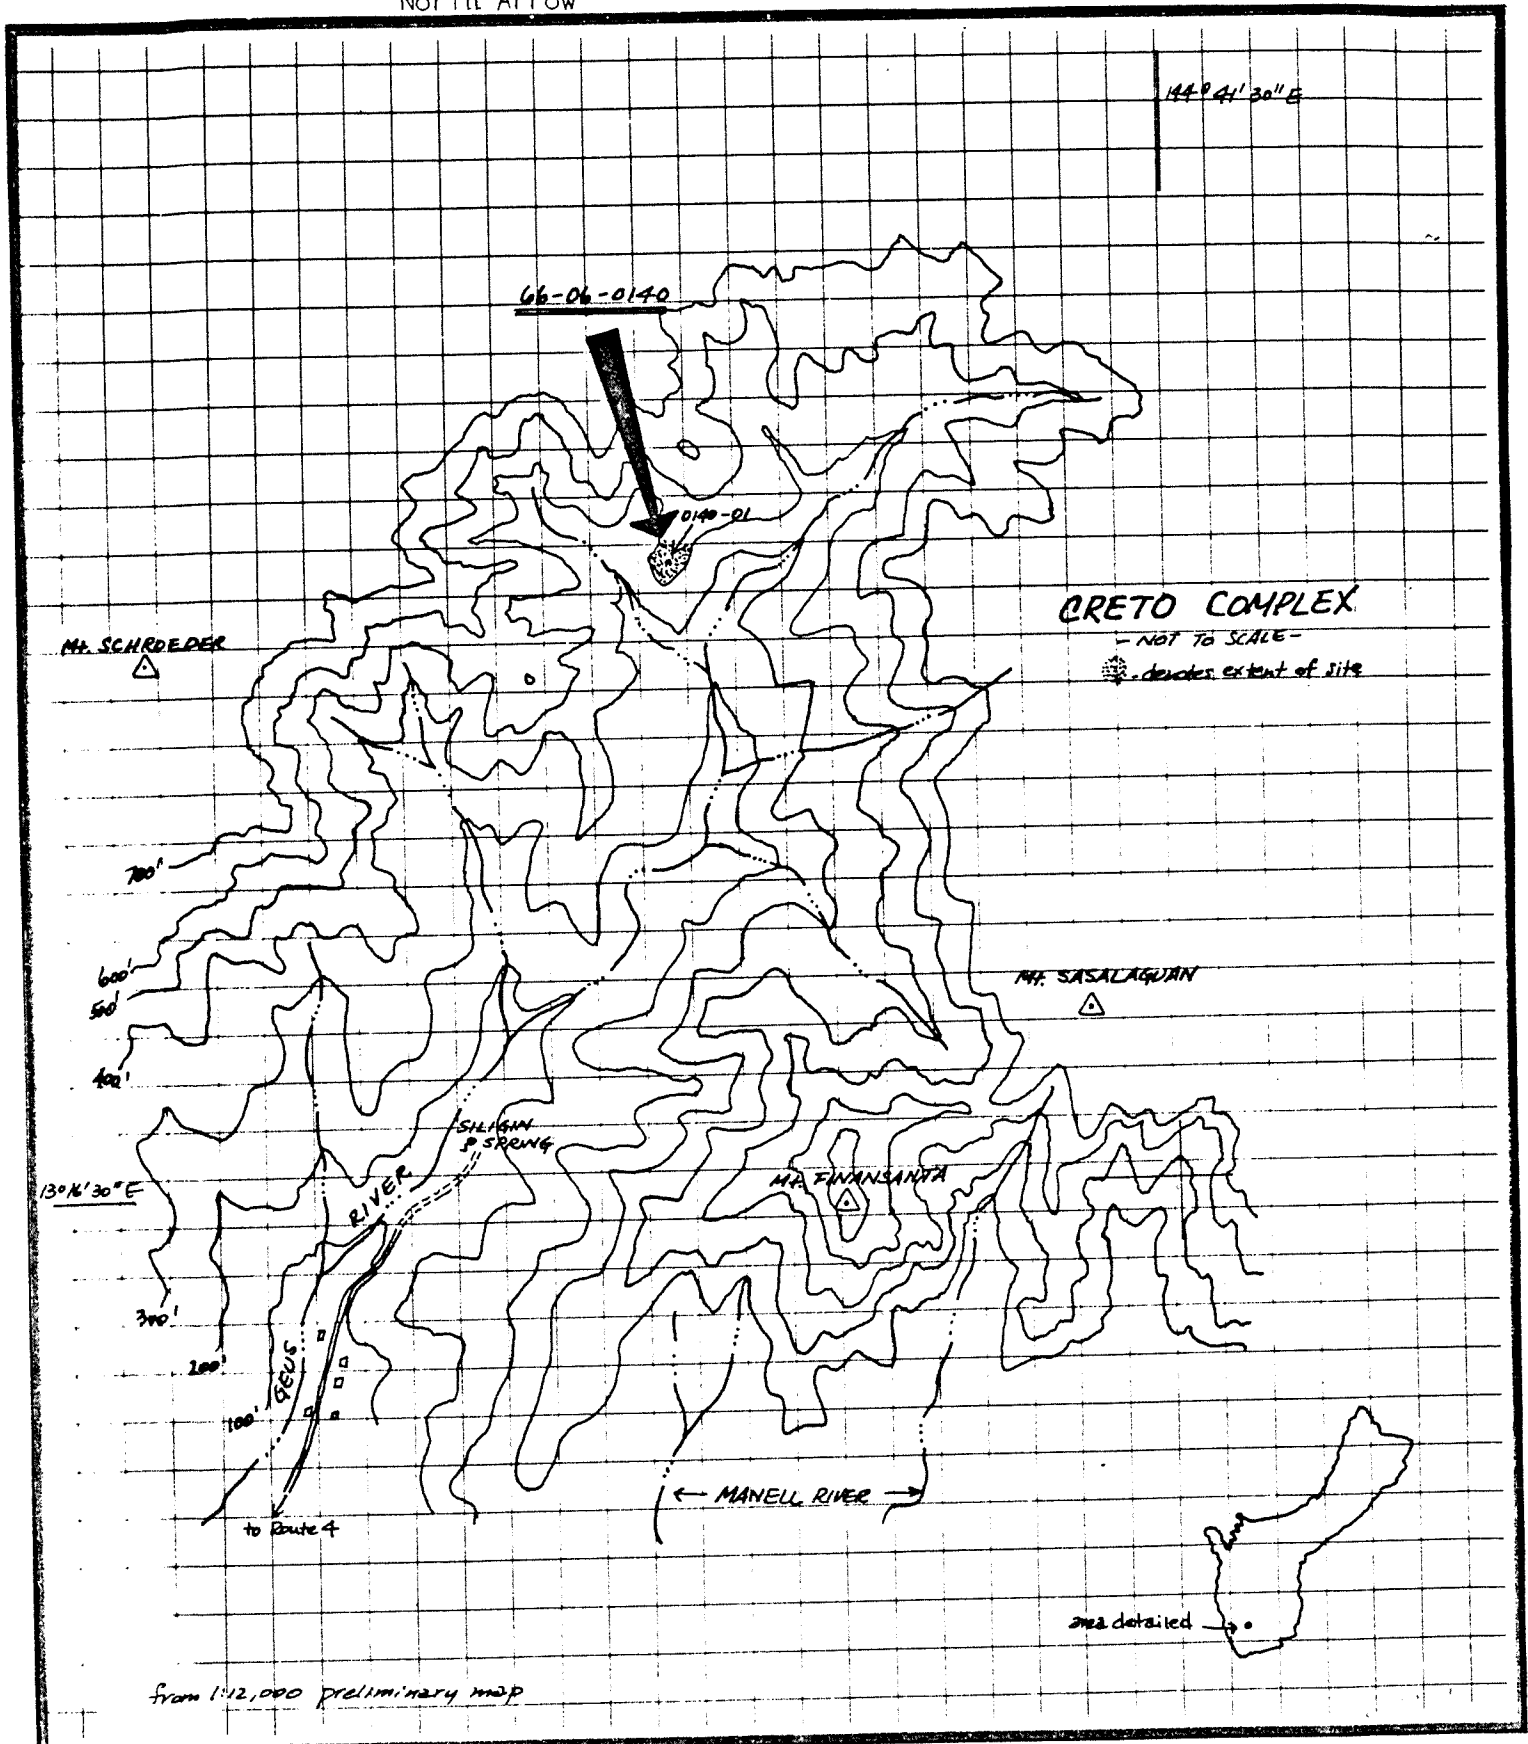 144° 41' 30" E
66-06-0140
0140-01
CRETO COMPLEX
- NOT TO SCALE -
- denotes extent of site
Mt. SCHROEDER
700'
600'
500'
400'
Mt. SASALAGUAN
SILIGIN
SPRING
13° 16' 30" E
RIVER
Mt. FINANSANTA
300'
200'
100'
GEUS
← MANELL RIVER →
to Route 4
area detailed
from 1:12,000 preliminary map